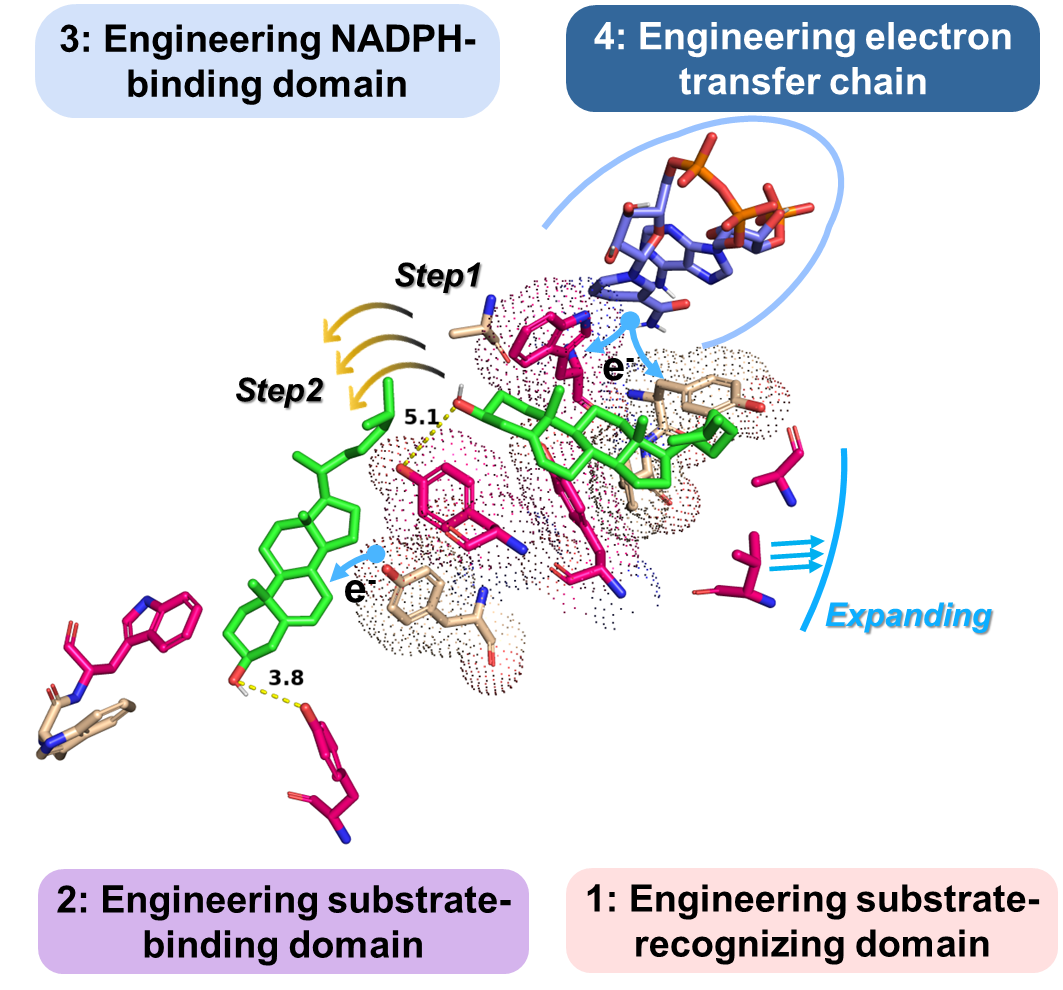 3: Engineering NADPH-
binding domain
4: Engineering electron
transfer chain
Step1
Step2
5.1
e-
e-
3.8
Expanding
2: Engineering substrate-
binding domain
1: Engineering substrate-
recognizing domain